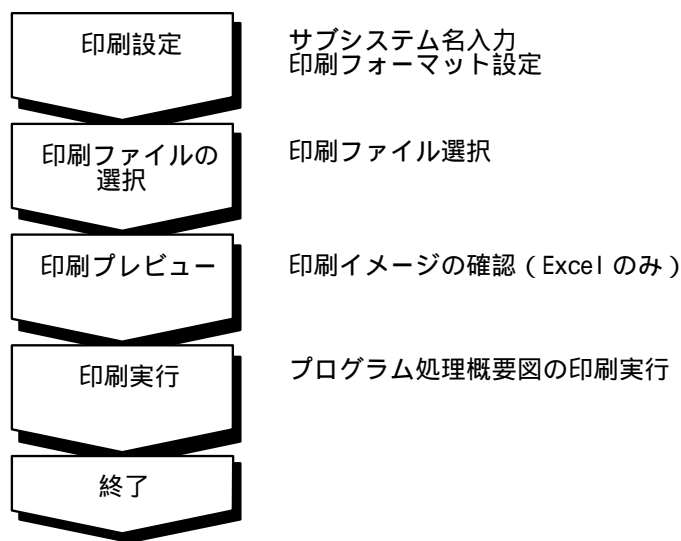 印刷設定
サブシステム名入力
印刷フォーマット設定
印刷ファイルの
選択
印刷ファイル選択
印刷プレビュー
印刷イメージの確認（Excel のみ）
印刷実行
プログラム処理概要図の印刷実行
終了